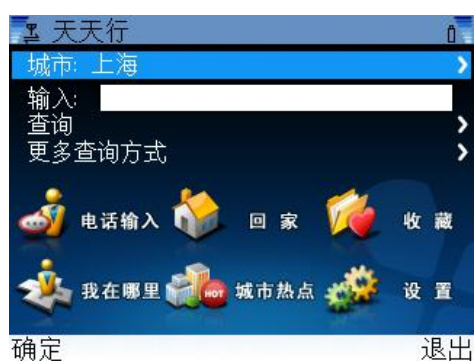 天天行
城市: 上海
输入:
查询
更多查询方式
电话输入 回家 收藏
我在哪里 HOT 城市热点 设置
确定 退出